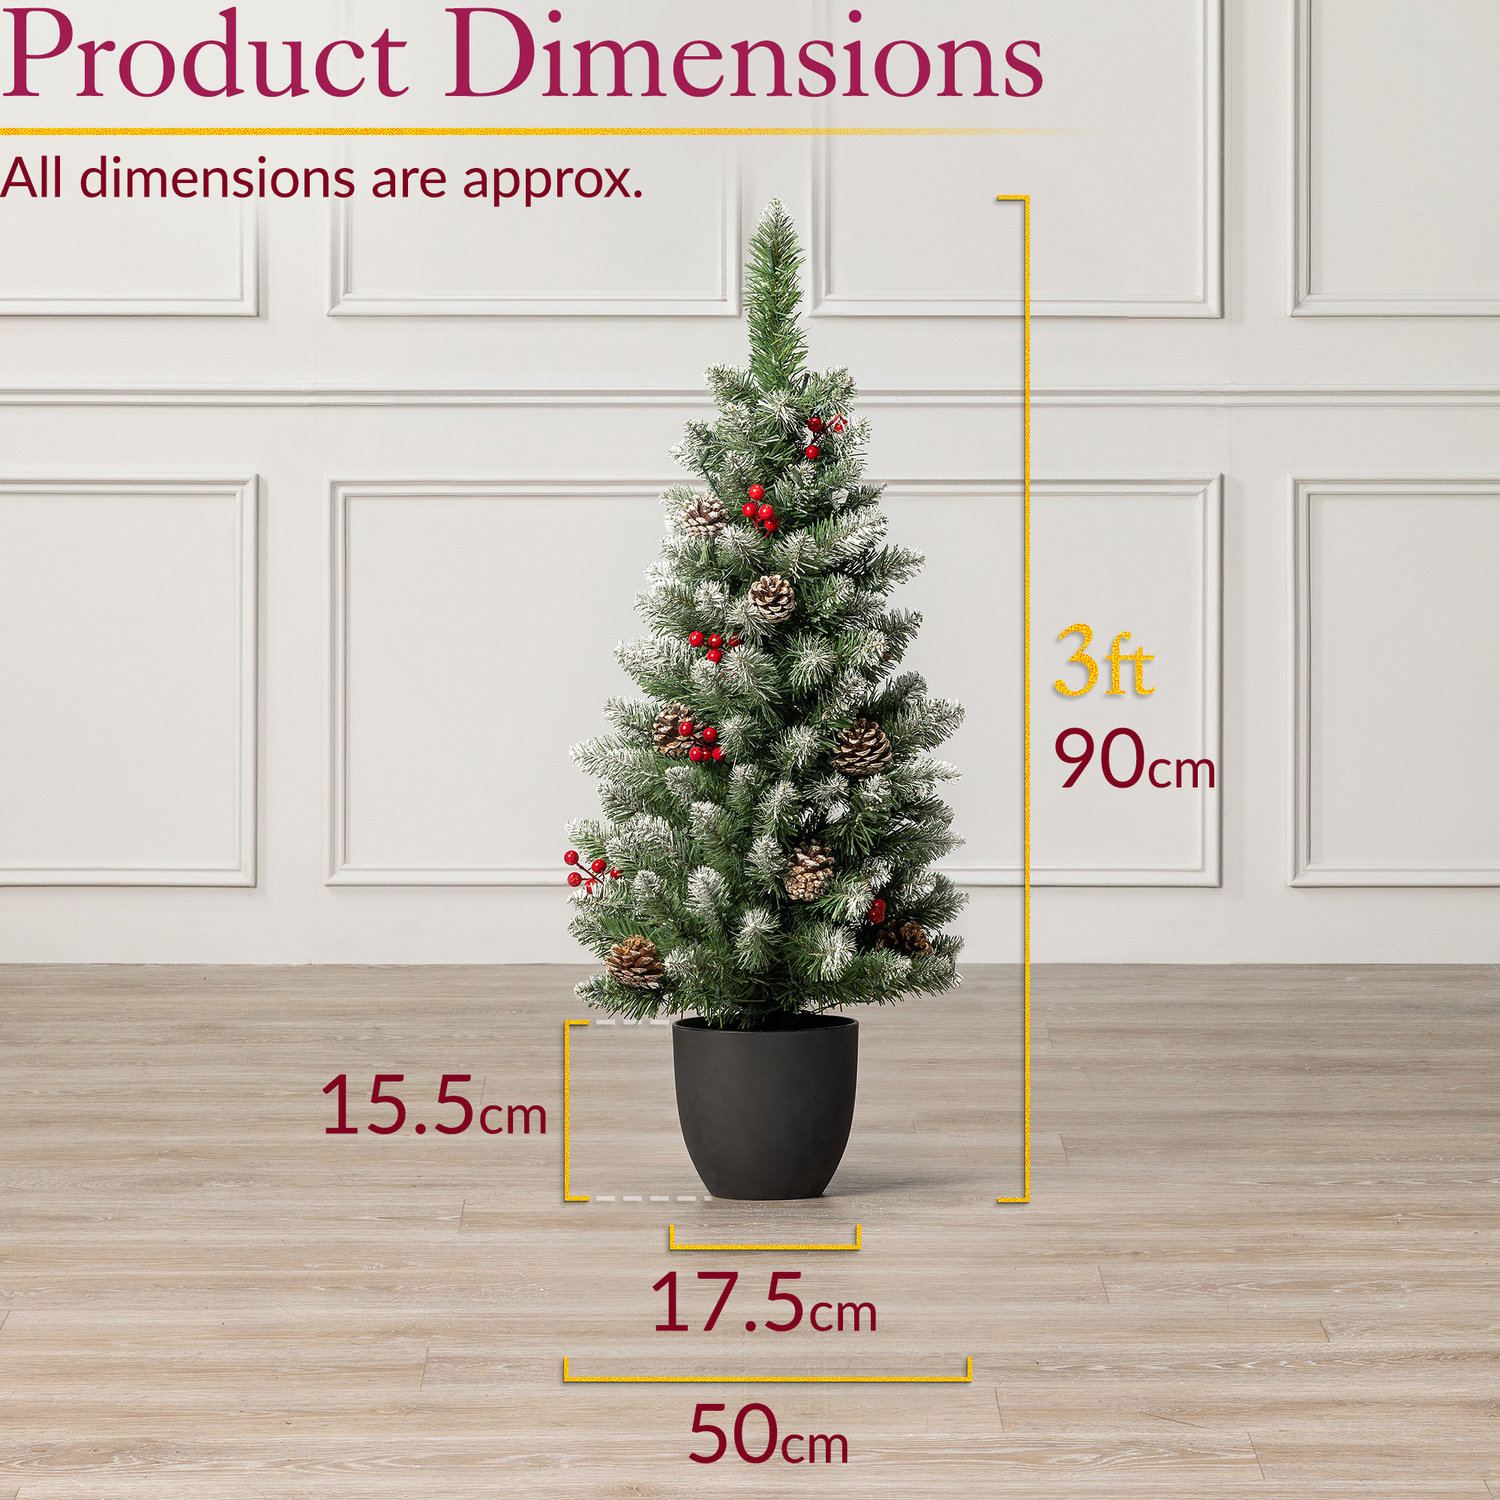 Product Dimensions
All dimensions are approx.
3ft
90cm
15.5cm
17.5cm
50cm